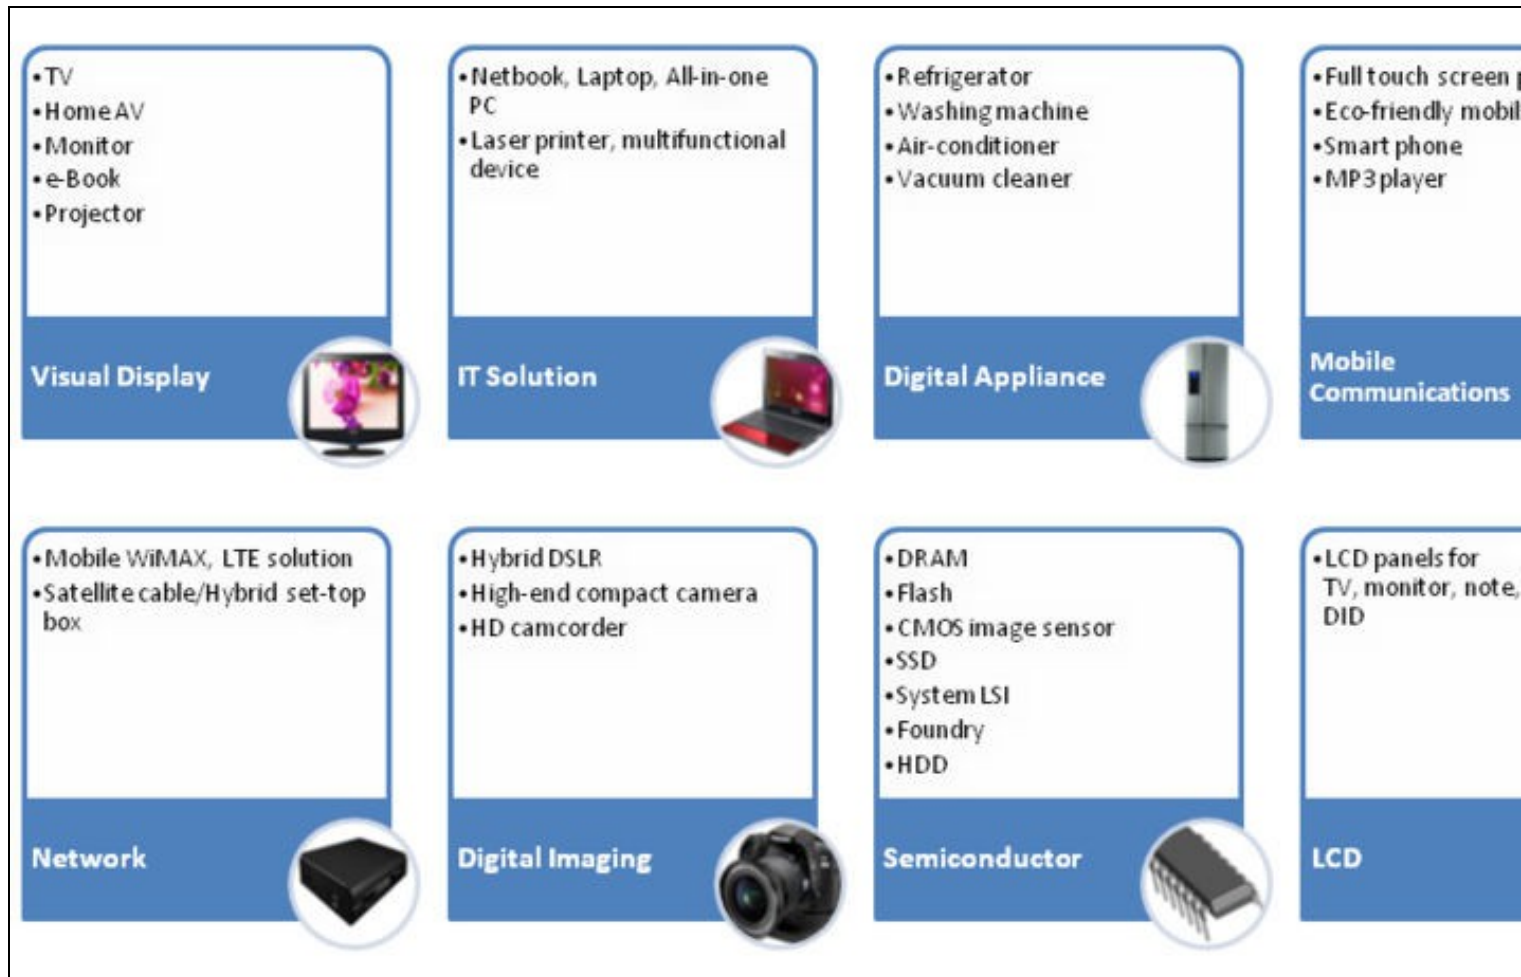 •TV
•Home AV
•Monitor
•e-Book
•Projector
Visual Display
•Netbook, Laptop, All-in-one
PC
•Laser printer, multifunctional
device
IT Solution
•Refrigerator
•Washing machine
•Air-conditioner
•Vacuum cleaner
Digital Appliance
•Full touch screen
•Eco-friendly
•Smart phone
•MP3 player
Mobile
Communications
•Mobile WiMAX, LTE solution
•Satellite cable/Hybrid set-top
box
Network
•Hybrid DSLR
•High-end compact camera
•HD camcorder
Digital Imaging
•DRAM
•Flash
•CMOS image sensor
•SSD
•System LSI
•Foundry
•HDD
Semiconductor
•LCD panels for
TV, monitor, note,
DID
LCD